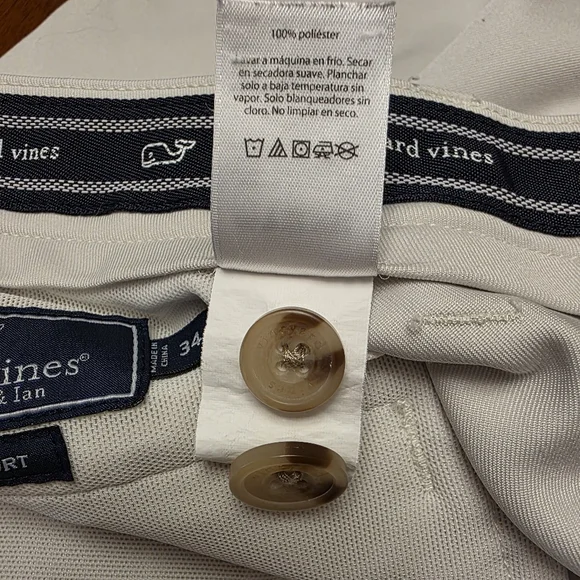 100% poliéster
lavar a máquina en frío. Secar
en secadora suave. Planchar
solo a baja temperatura sin
vapor. Solo blanqueadores sin
cloro. No limpiar en seco.
d vines
ard vines
MADE IN
CHINA
34
ines©
& Ian
RT